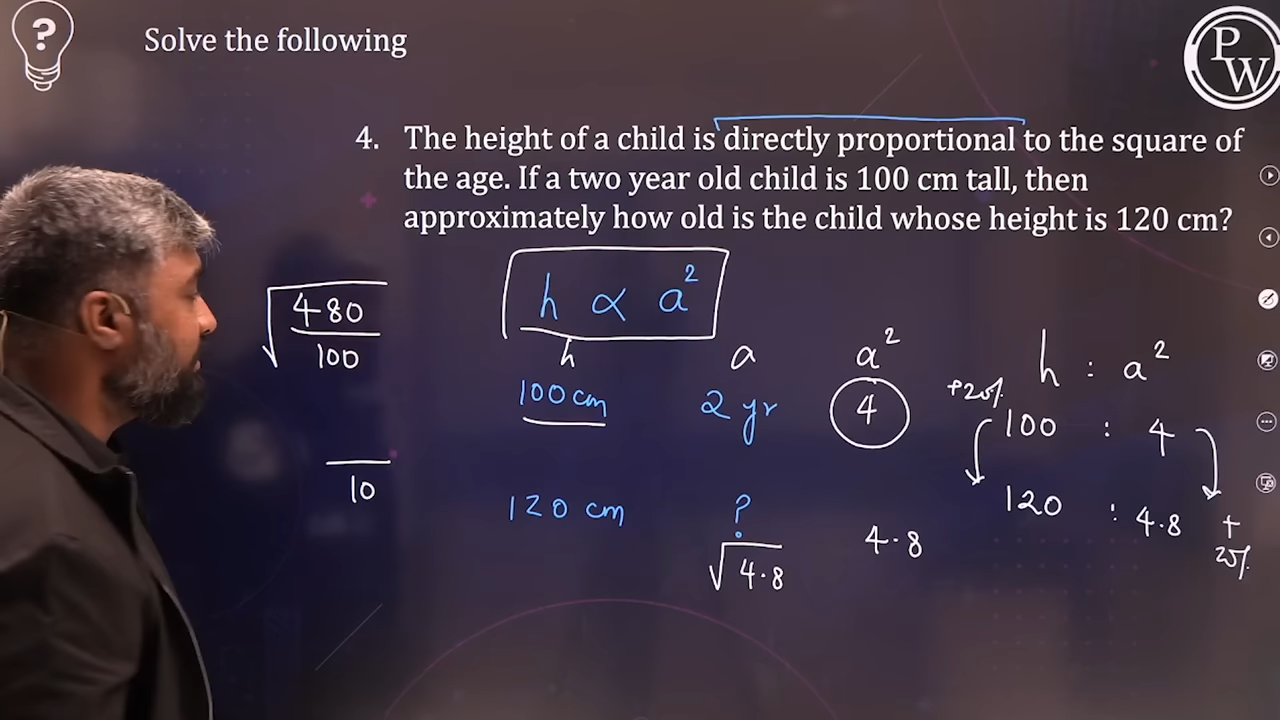 ?
Solve the following
PW
4. The height of a child is directly proportional to the square of
the age. If a two year old child is 100 cm tall, then
approximately how old is the child whose height is 120 cm?
h ∝ a²
√(480/100)
/10
h a a²
100 cm 2 yr 4
120 cm ? 4.8
√4.8
h : a²
+20%
100 : 4
120 : 4.8 + 20%